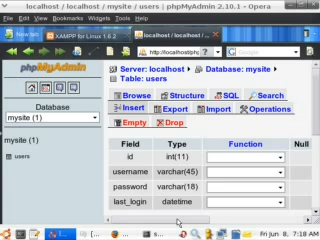 localhost / localhost / mysite / users | phpMyAdmin 2.10.1 - Opera
File Edit View Bookmarks Widgets Tools Help
New tab
XAMPP for Linux 1.6.2
localhost / localhost / ...
http://localhost/php
Google
phpMyAdmin
Database
mysite (1)
mysite (1)
users
Server: localhost Database: mysite
Table: users
Browse Structure SQL Search
Insert Export Import Operations
Empty Drop
Field Type Function Null
id int(11)
username varchar(45)
password varchar(18)
last_login datetime
Fri Jun 8, 7:18 AM